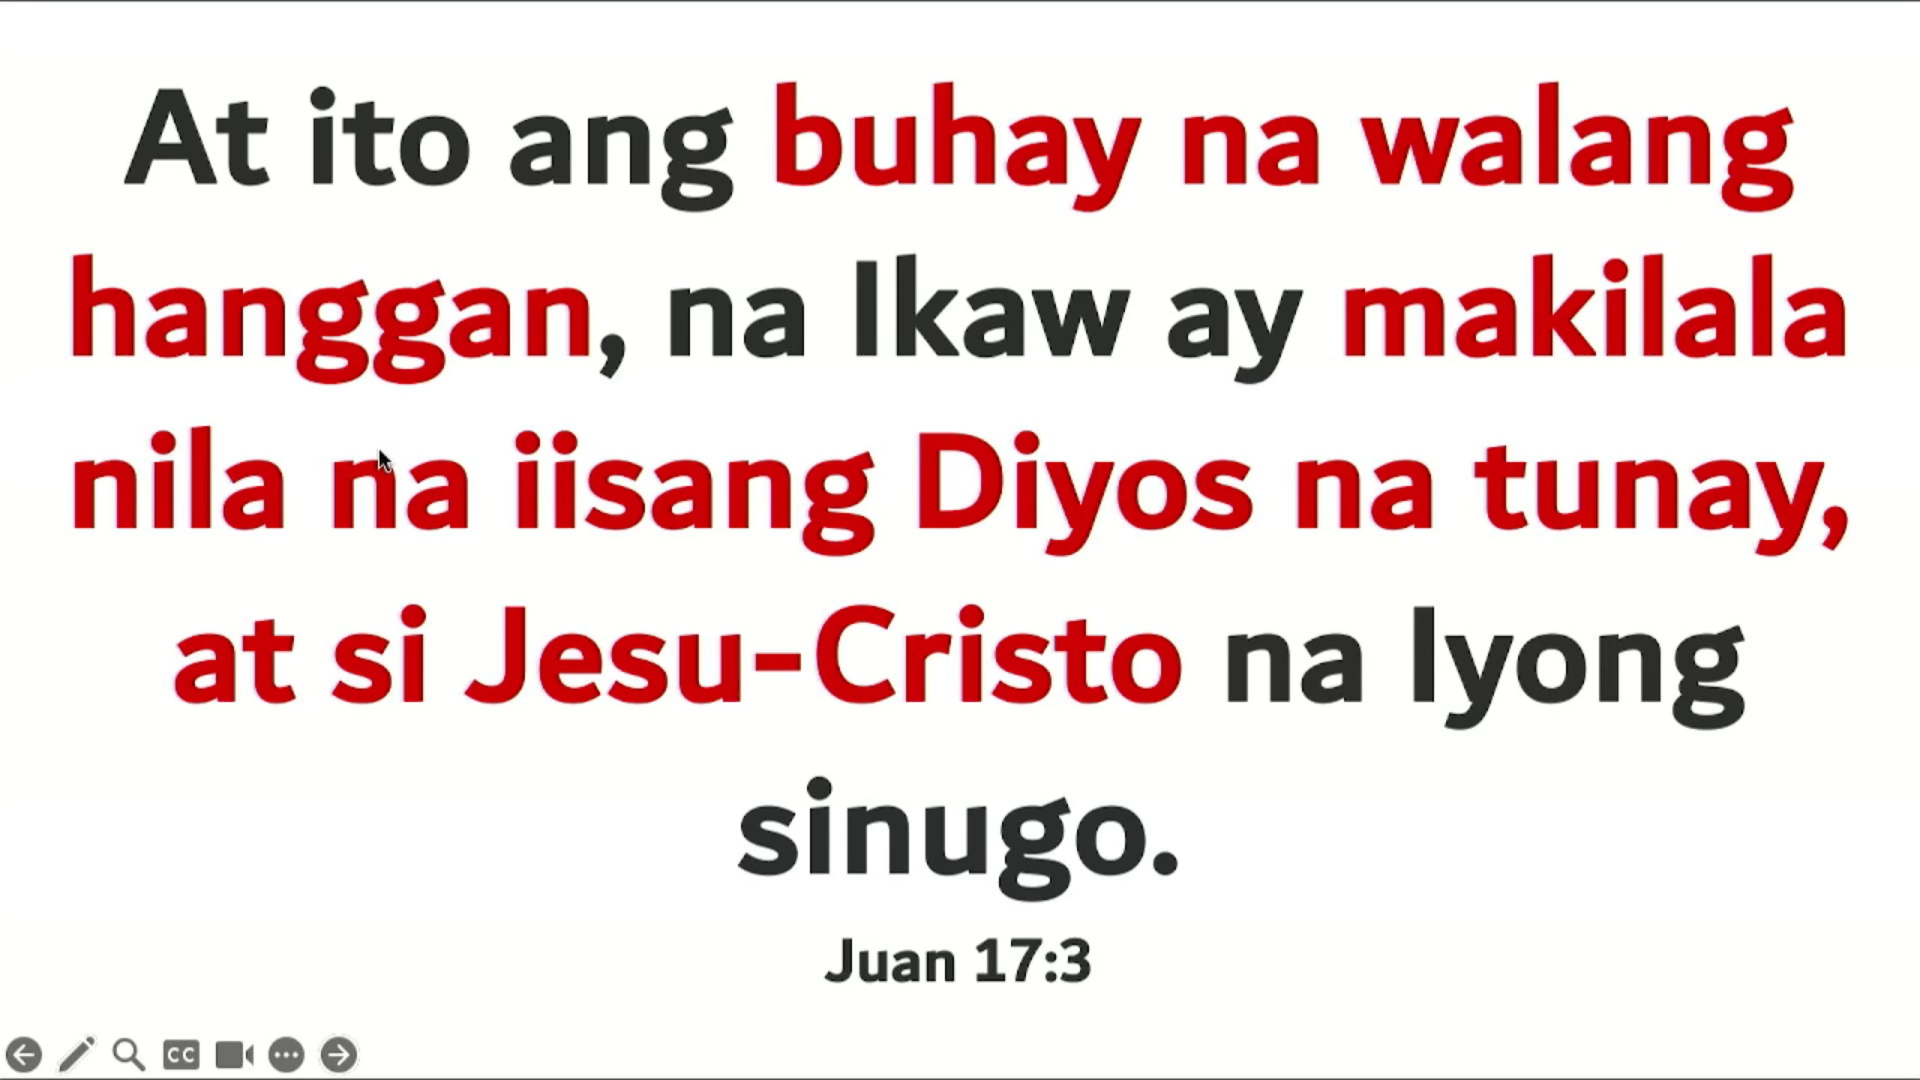 At ito ang buhay na walang
hanggan, na Ikaw ay makilala
nila na iisang Diyos na tunay,
at si Jesu-Cristo na Iyong
sinugo.
Juan 17:3
CC